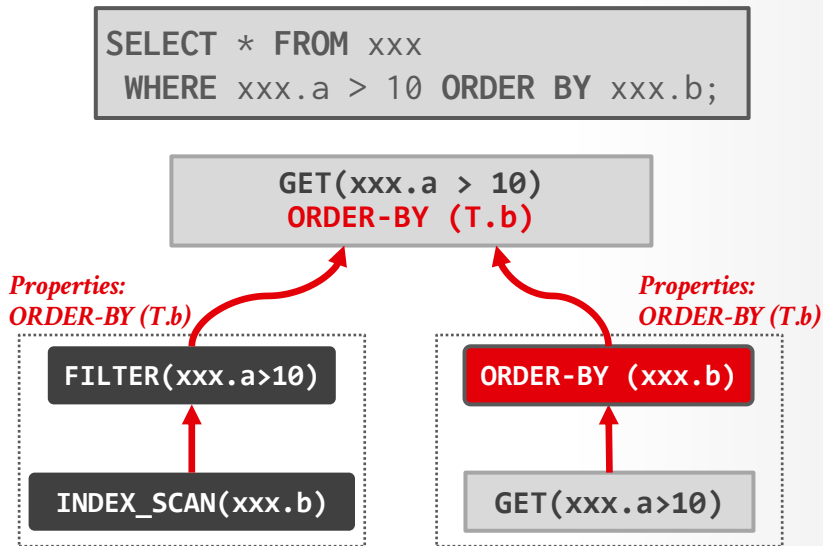 SELECT * FROM xxx
WHERE xxx.a > 10 ORDER BY xxx.b;
GET(xxx.a > 10)
ORDER-BY (T.b)
Properties:
ORDER-BY (T.b)
Properties:
ORDER-BY (T.b)
FILTER(xxx.a>10)
ORDER-BY (xxx.b)
INDEX_SCAN(xxx.b)
GET(xxx.a>10)